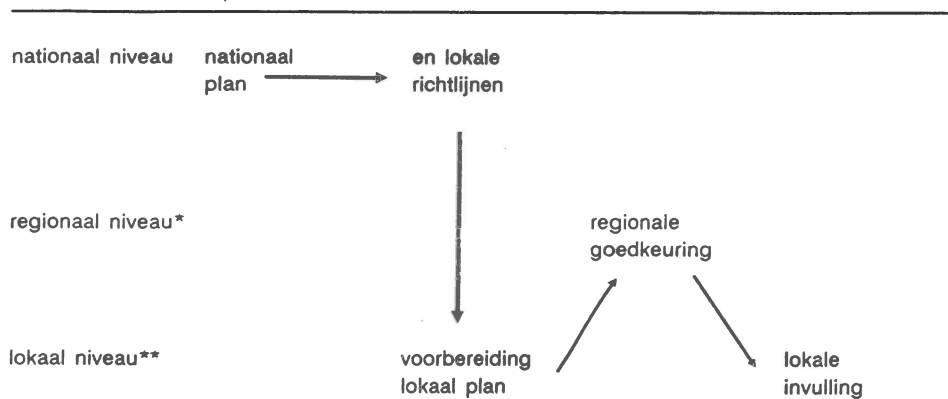 nationaal niveau
nationaal
plan
en lokale
richtlijnen
regionaal niveau*
regionale
goedkeuring
lokaal niveau**
voorbereiding
lokaal plan
lokale
invulling